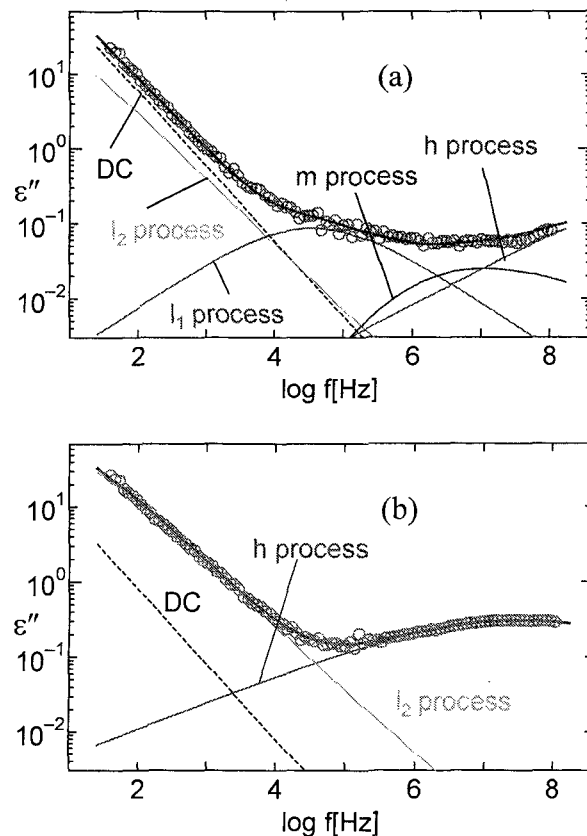 (a)
10¹
10⁰
10⁻¹
10⁻²
ε''
DC
l₂ process
l₁ process
m process
h process
2 4 6 8
log f[Hz]
(b)
10¹
10⁰
10⁻¹
10⁻²
ε''
h process
DC
l₂ process
2 4 6 8
log f[Hz]